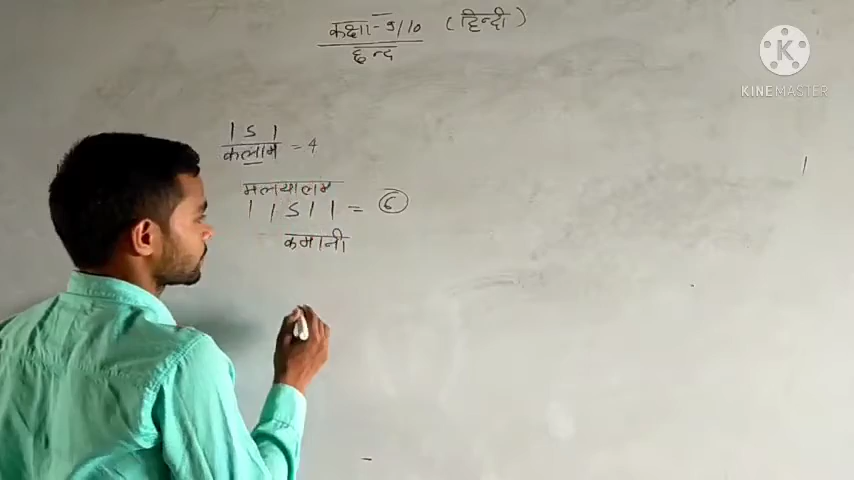 कक्षा-9/10 (हिन्दी)
छन्द
K
KINEMASTER
। ऽ ।
कलाम = 4
मलयालम
। । ऽ । । = 6
कमानी